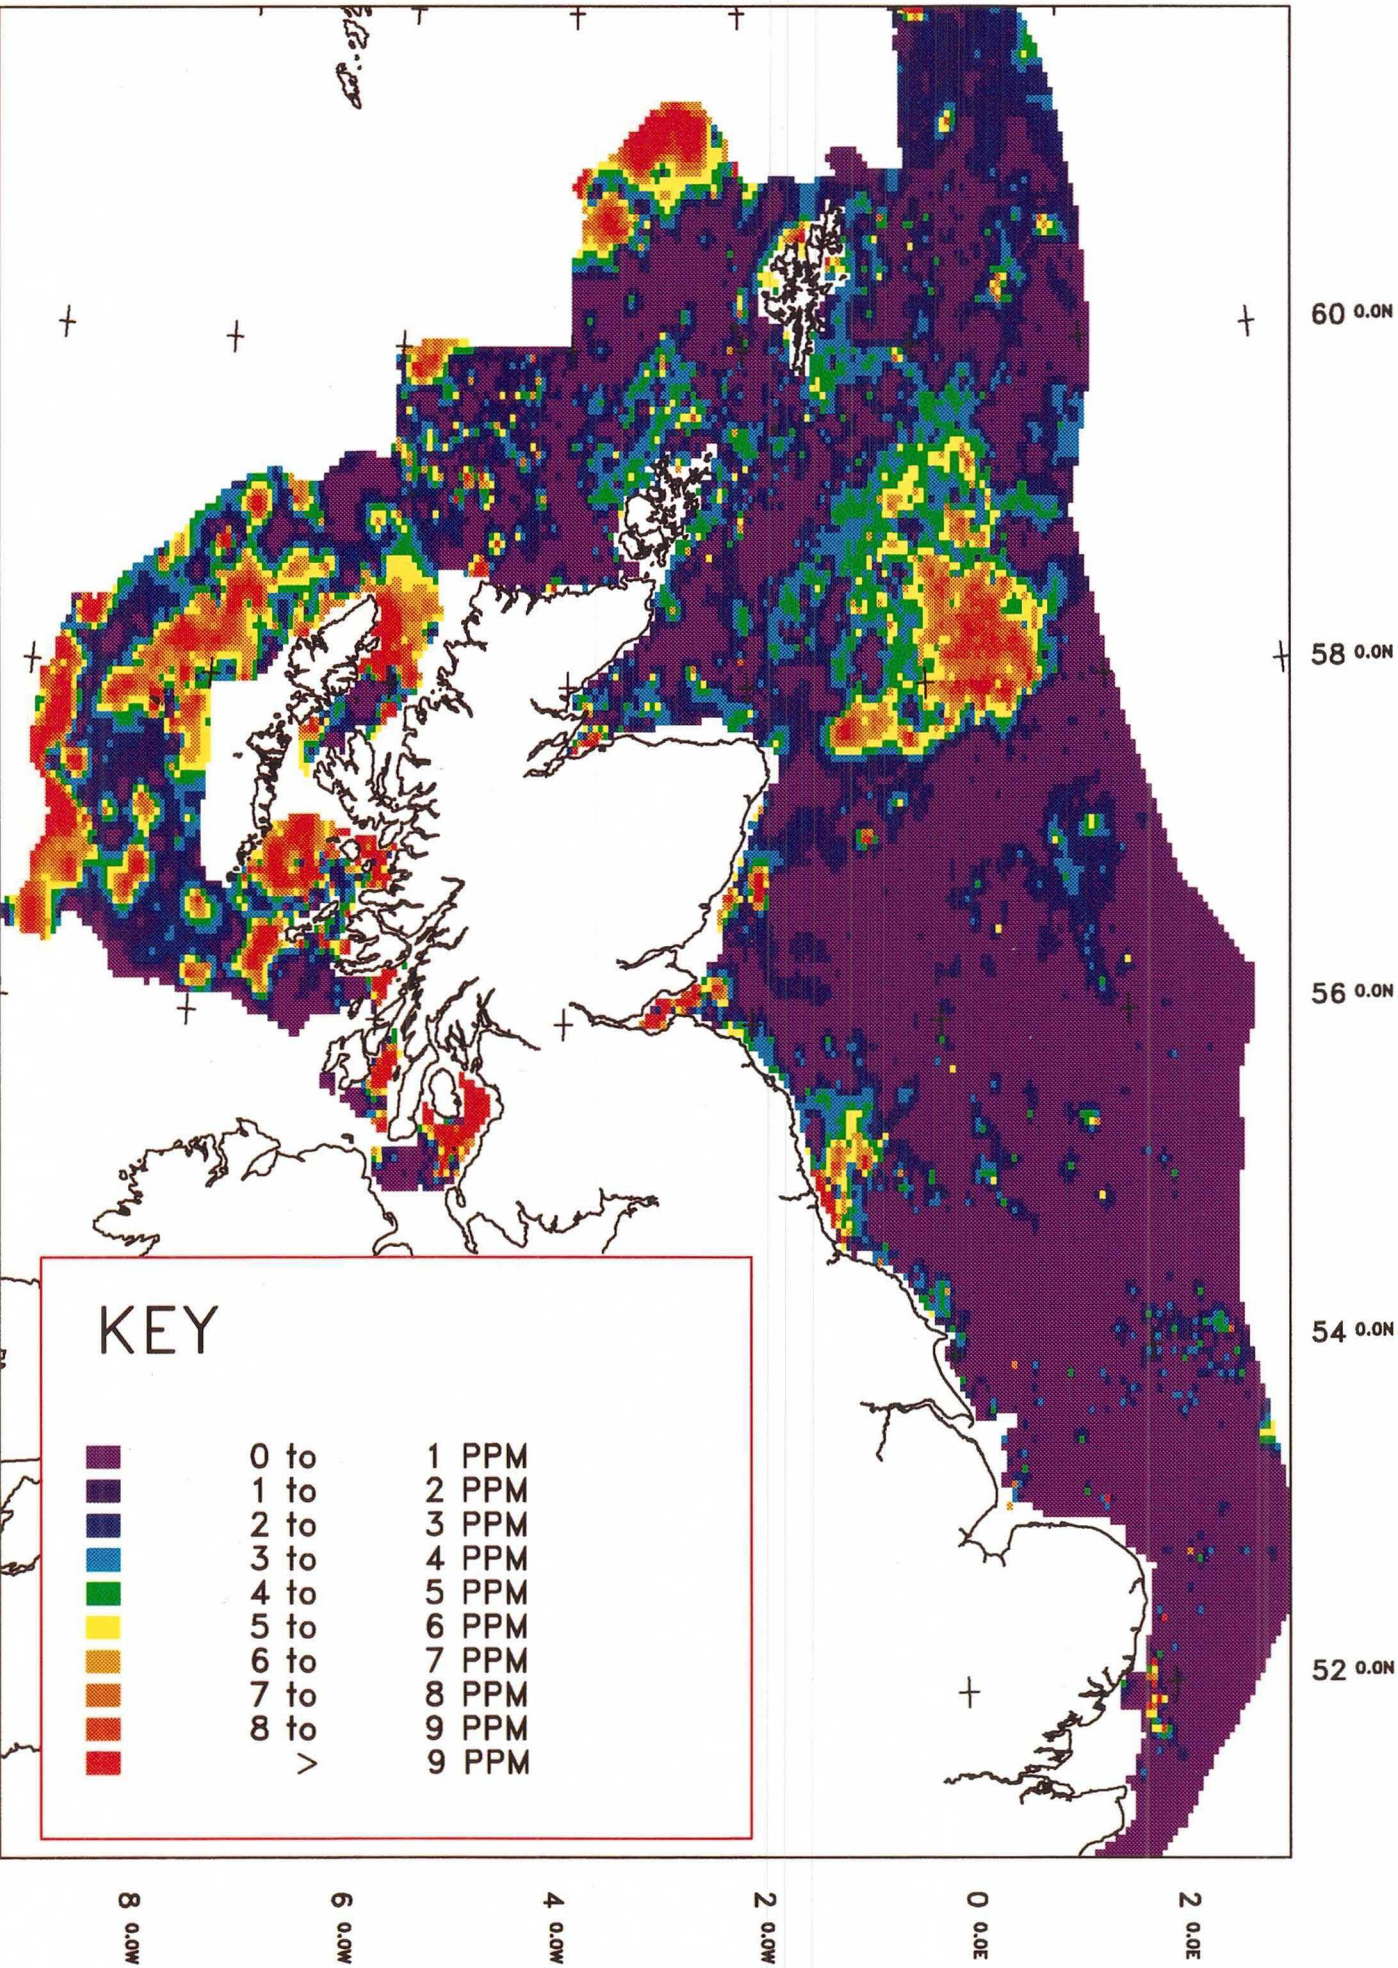 60 0.0N
58 0.0N
56 0.0N
54 0.0N
52 0.0N
KEY
0 to 1 PPM
1 to 2 PPM
2 to 3 PPM
3 to 4 PPM
4 to 5 PPM
5 to 6 PPM
6 to 7 PPM
7 to 8 PPM
8 to 9 PPM
> 9 PPM
8 0.0W
6 0.0W
4 0.0W
2 0.0W
0 0.0E
2 0.0E